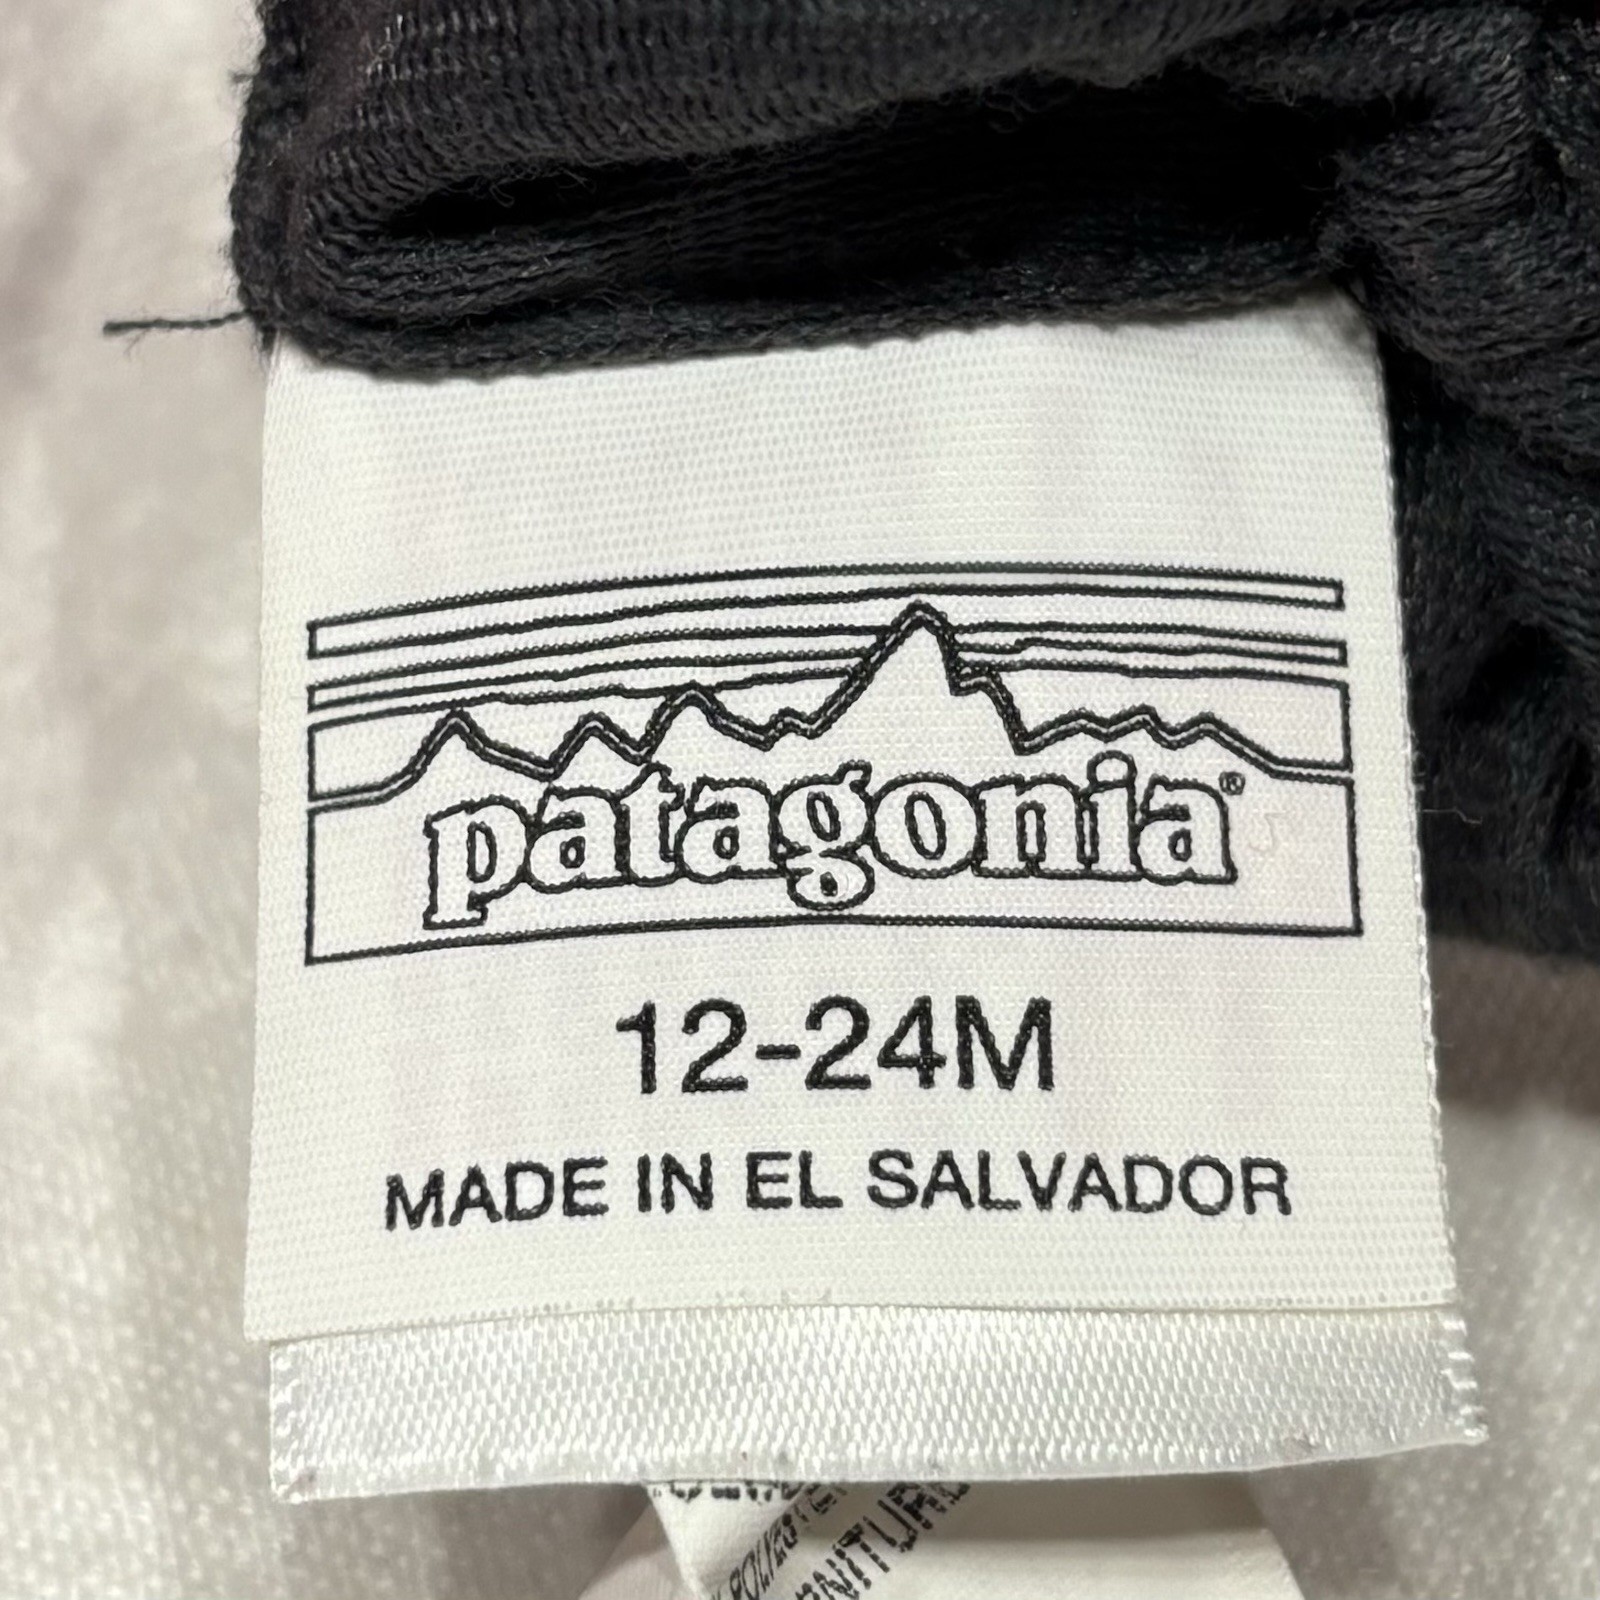 patagonia®
12-24M
MADE IN EL SALVADOR